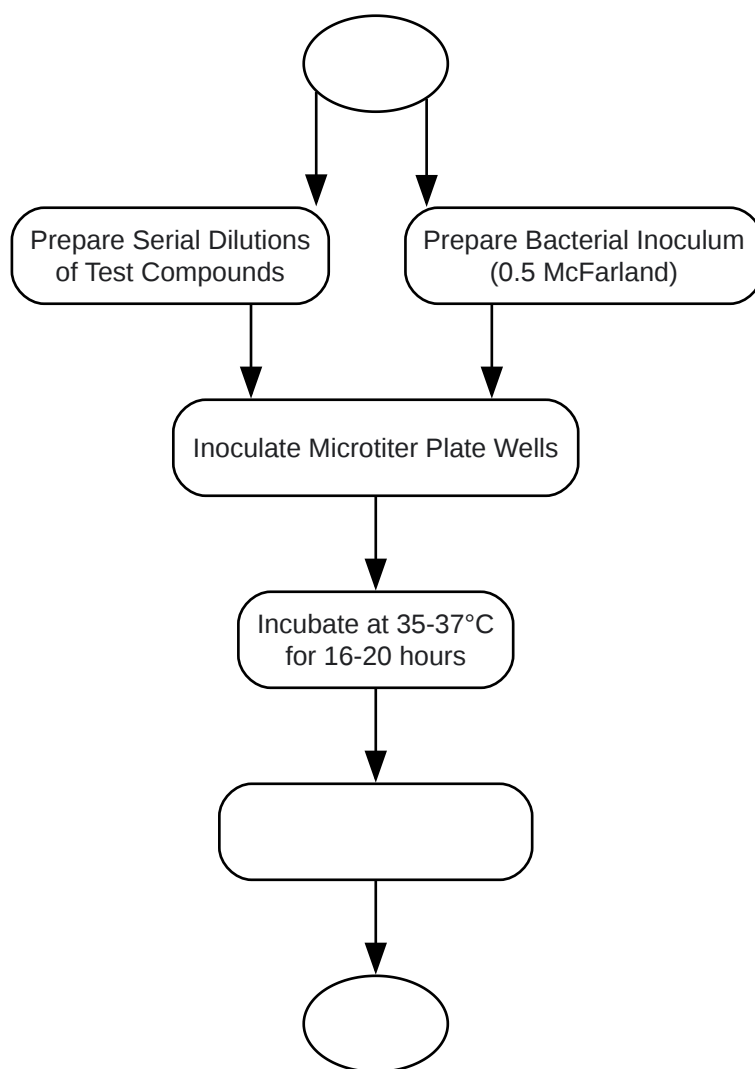 Prepare Serial Dilutions
of Test Compounds
Prepare Bacterial Inoculum
(0.5 McFarland)
Inoculate Microtiter Plate Wells
Incubate at 35-37°C
for 16-20 hours